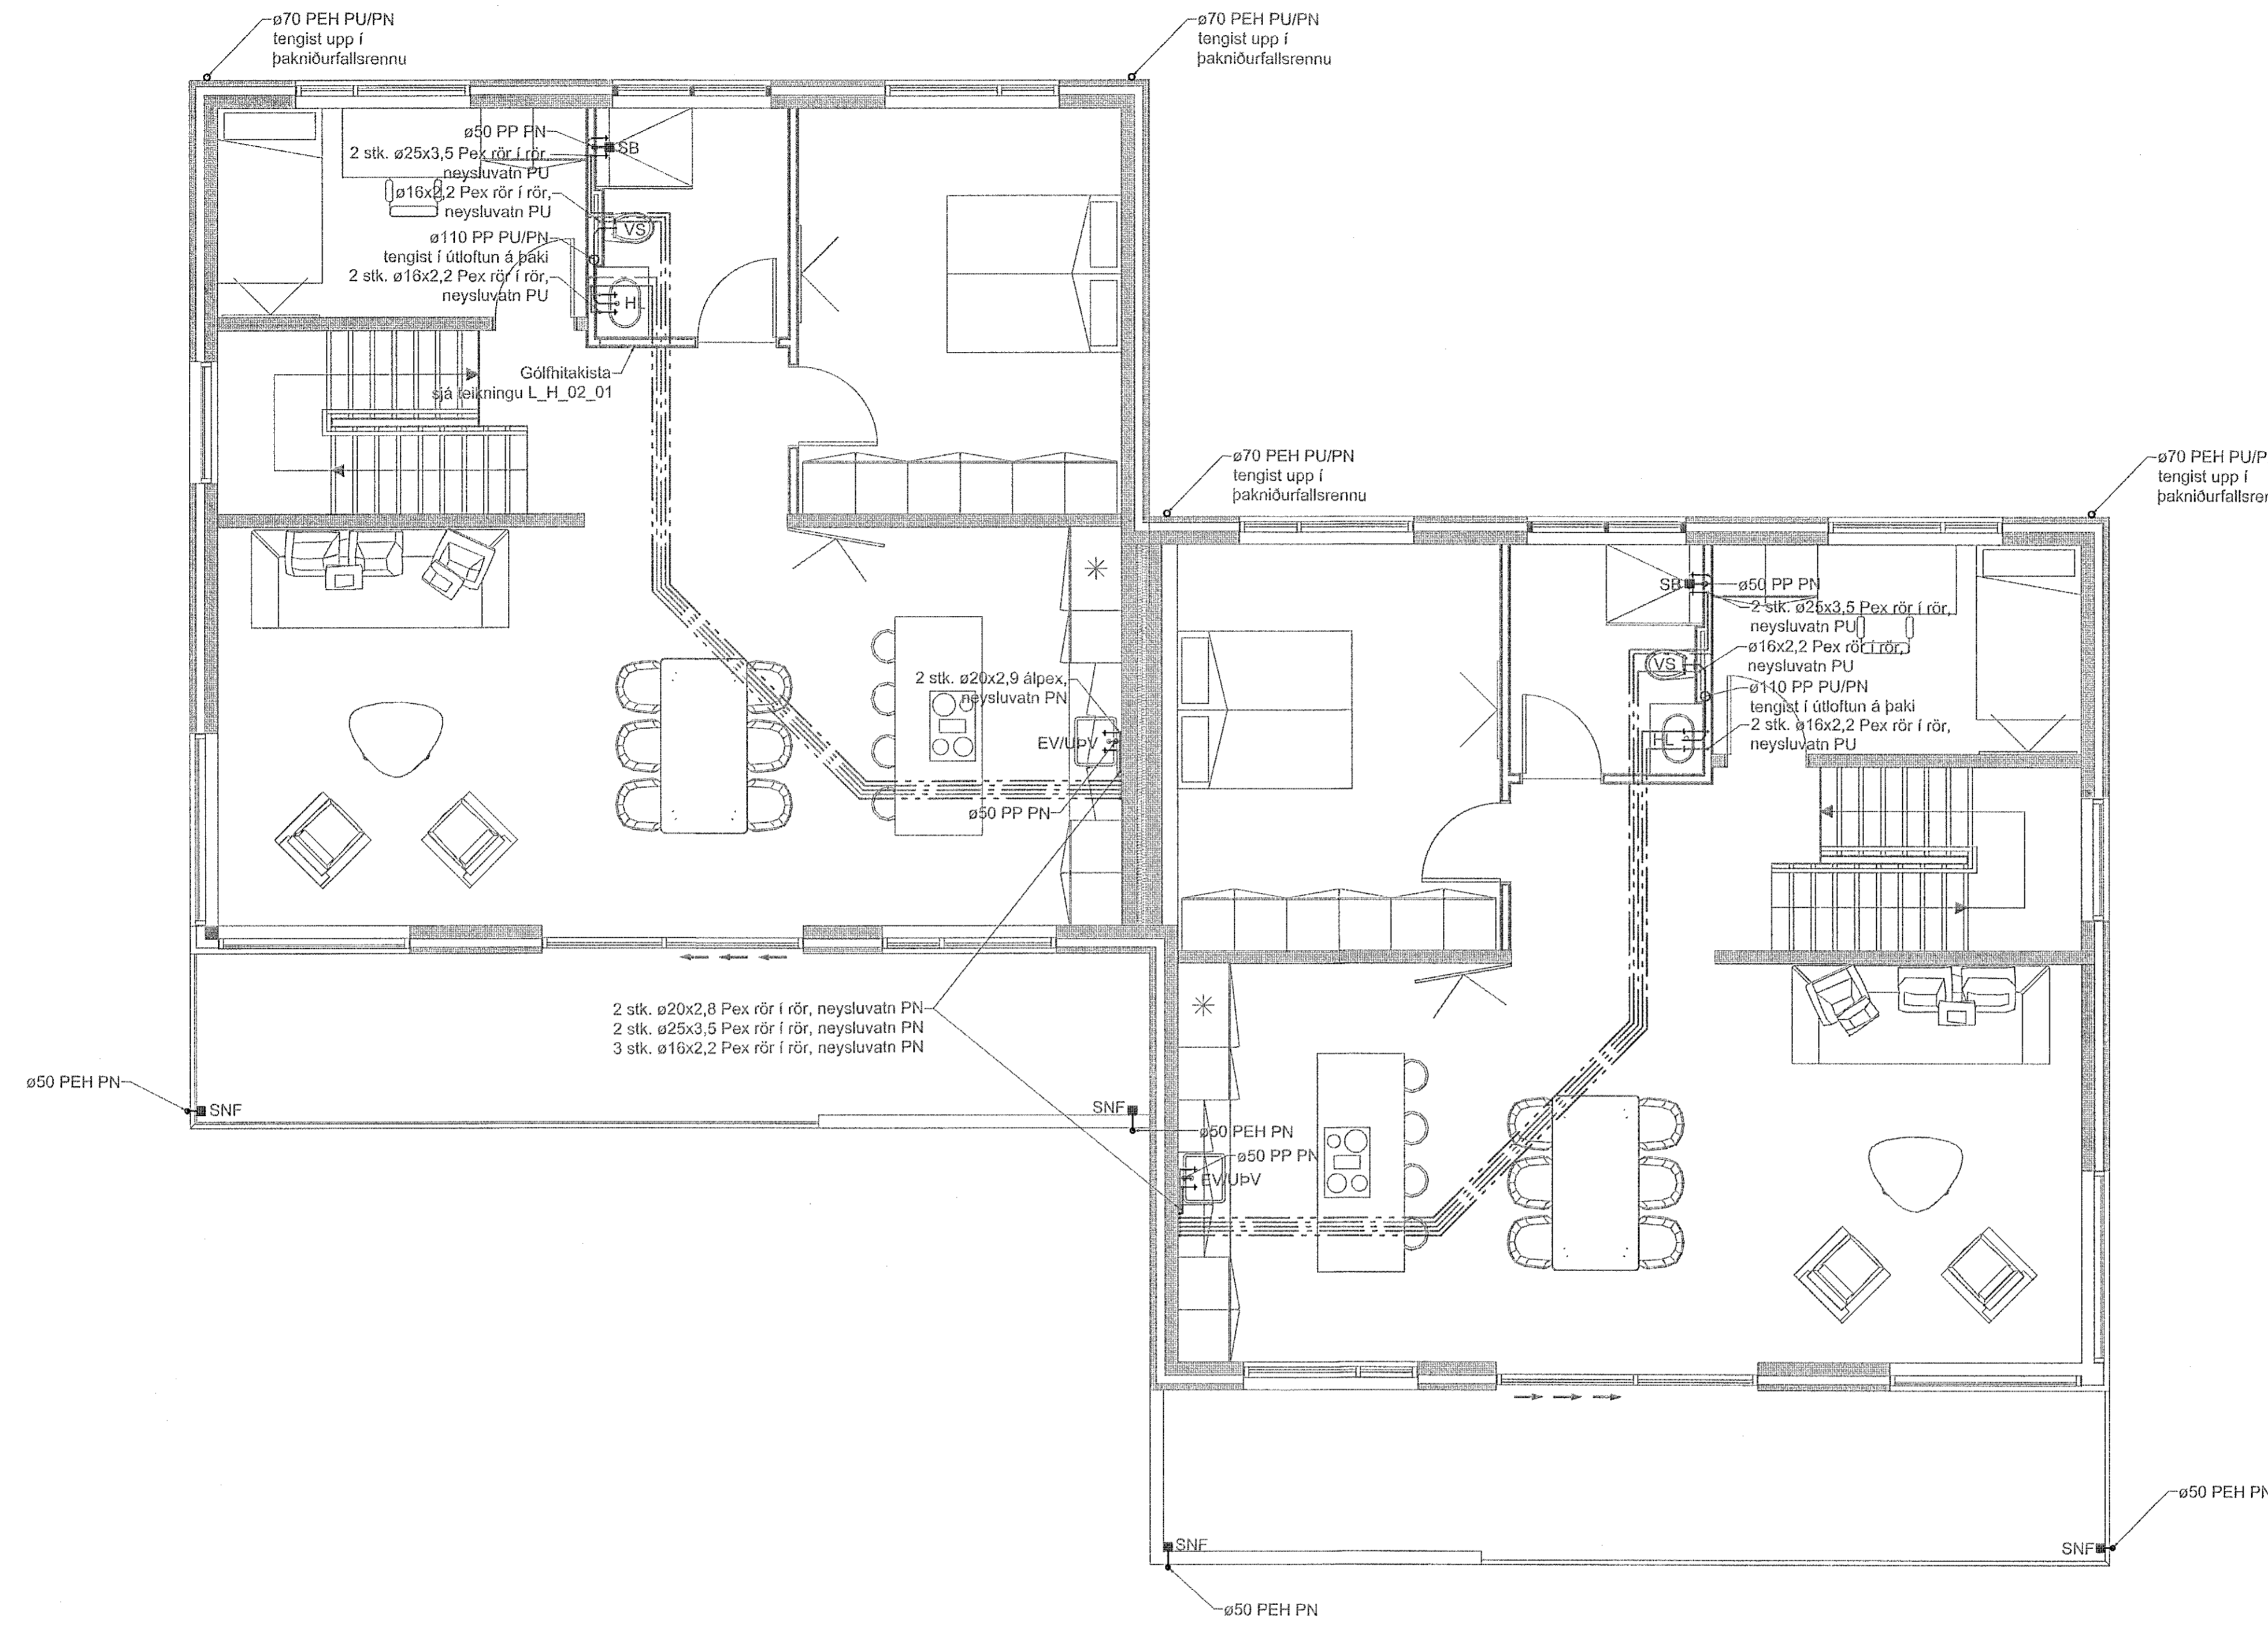 ø70 PEH PU/PN
tengist upp í
þakniðurfallsrennu
ø70 PEH PU/PN
tengist upp í
þakniðurfallsrennu
ø50 PP PN
2 stk. ø25x3,5 Pex rör í rör,
neysluvatn PU
ø16x2,2 Pex rör í rör,
neysluvatn PU
ø110 PP PU/PN
tengist í útloftun á þaki
2 stk. ø16x2,2 Pex rör í rör,
neysluvatn PU
SB
VS
HL
Gólfhitakista
sjá teikningu L_H_02_01
ø70 PEH PU/PN
tengist upp í
þakniðurfallsrennu
ø70 PEH PU/P
tengist upp í
þakniðurfallsre
SB
ø50 PP PN
2 stk. ø25x3,5 Pex rör í rör,
neysluvatn PU
VS
ø16x2,2 Pex rör í rör,
neysluvatn PU
ø110 PP PU/PN
tengist í útloftun á þaki
HL
2 stk. ø16x2,2 Pex rör í rör,
neysluvatn PU
2 stk. ø20x2,9 álpex,
neysluvatn PN
EV/UÞV
ø50 PP PN
2 stk. ø20x2,8 Pex rör í rör, neysluvatn PN
2 stk. ø25x3,5 Pex rör í rör, neysluvatn PN
3 stk. ø16x2,2 Pex rör í rör, neysluvatn PN
ø50 PEH PN
SNF
SNF
ø50 PEH PN
ø50 PP PN
EV/UÞV
ø50 PEH PN
SNF
SNF
ø50 PEH PN